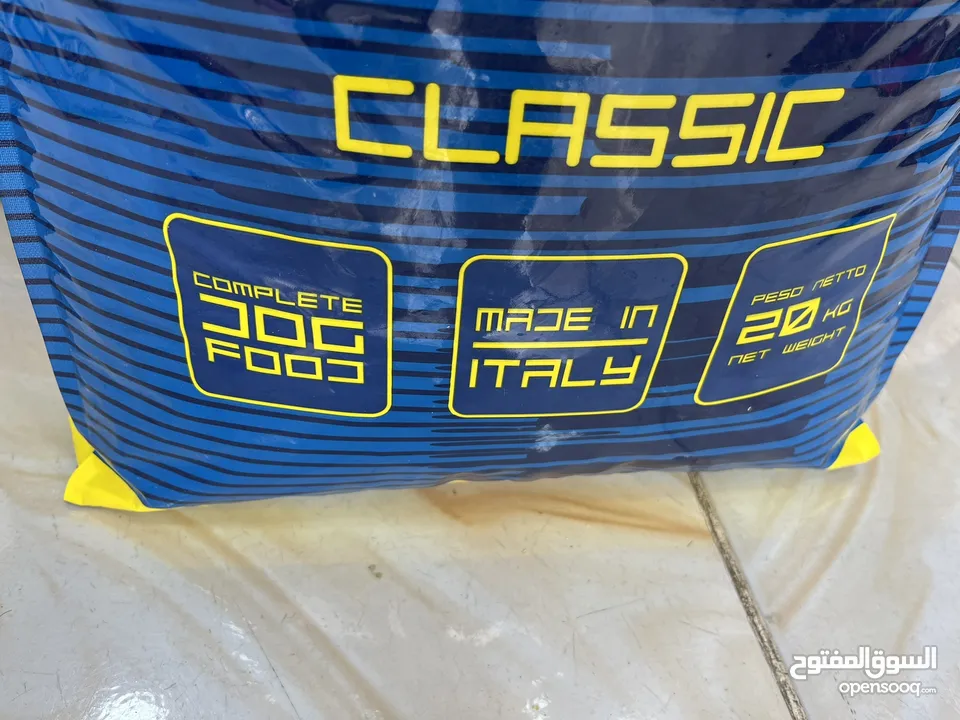 CLASSIC
COMPLETE
DOG
FOOD
MADE IN
ITALY
PESO NETTO
20 KG
NET WEIGHT
السوق المفتوح
opensooq.com